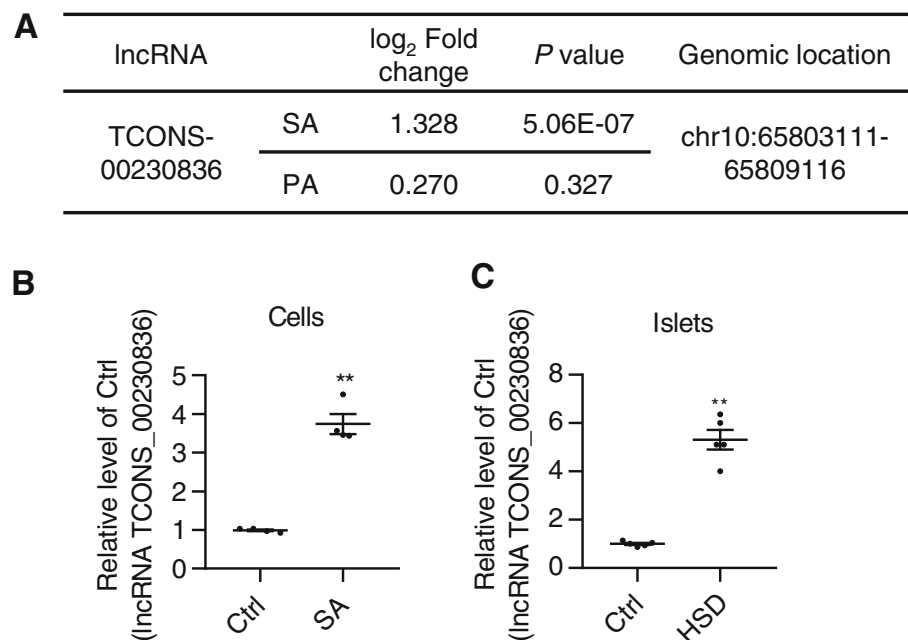 A
lncRNA
log2 Fold
change
P value
Genomic location
TCONS-
00230836
SA
1.328
5.06E-07
chr10:65803111-
65809116
PA
0.270
0.327
B
Cells
Relative level of Ctrl
(lncRNA TCONS_00230836)
5
4
3
2
1
0
**
Ctrl
SA
C
Islets
Relative level of Ctrl
(lncRNA TCONS_00230836)
8
6
4
2
0
**
Ctrl
HSD